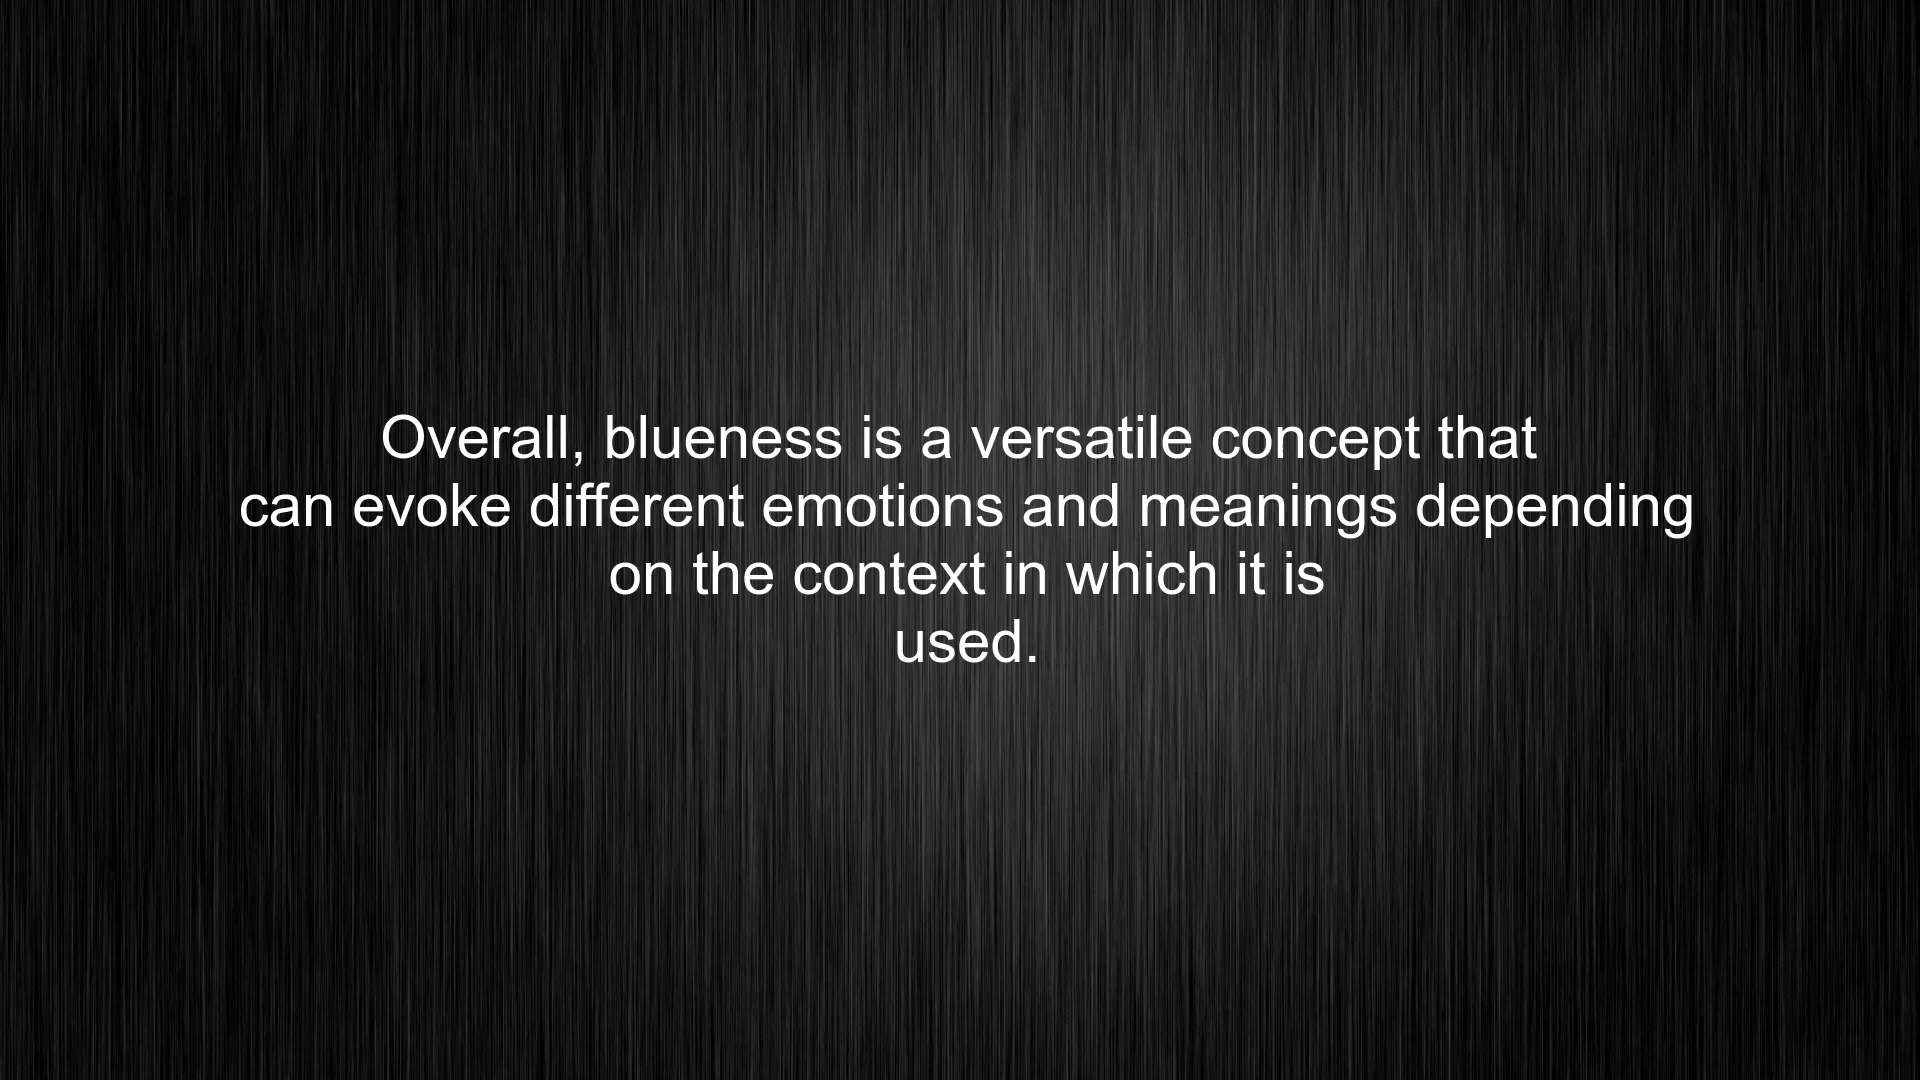 Overall, blueness is a versatile concept that
can evoke different emotions and meanings depending
on the context in which it is
used.